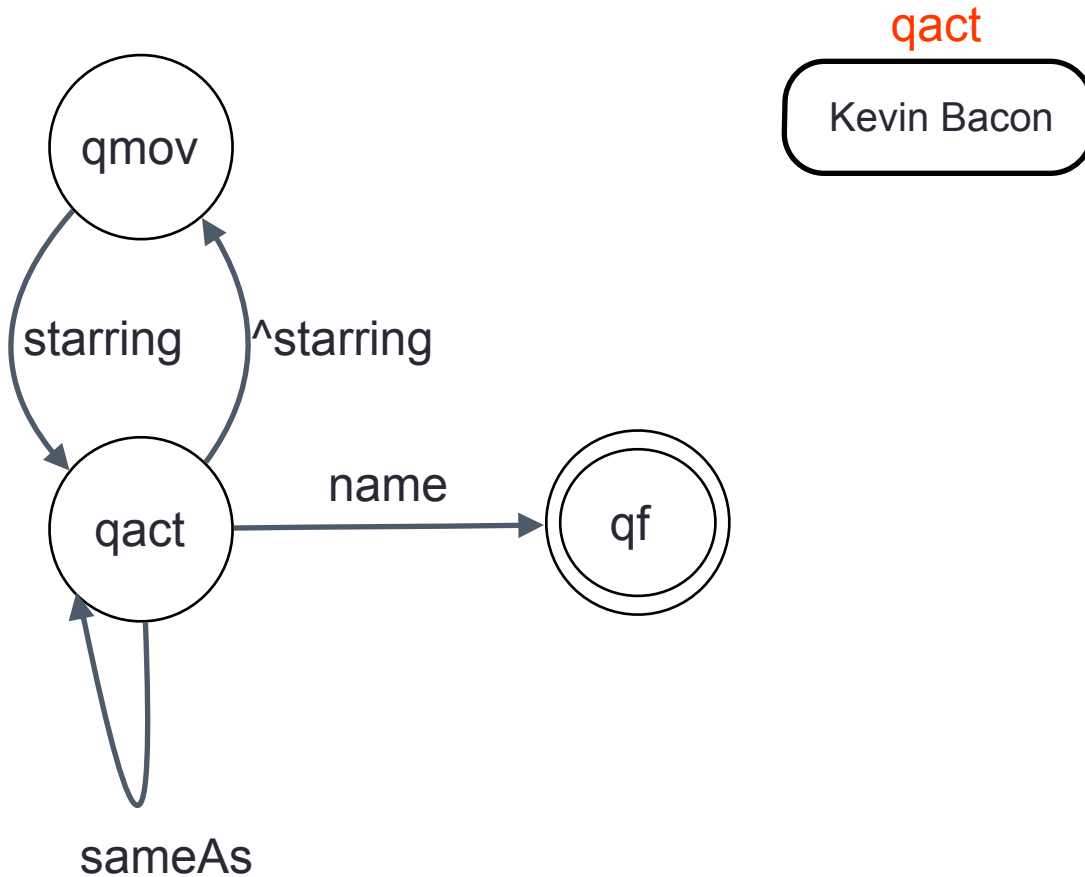 qact
Kevin Bacon
qmov
starring
^starring
qact
name
qf
sameAs